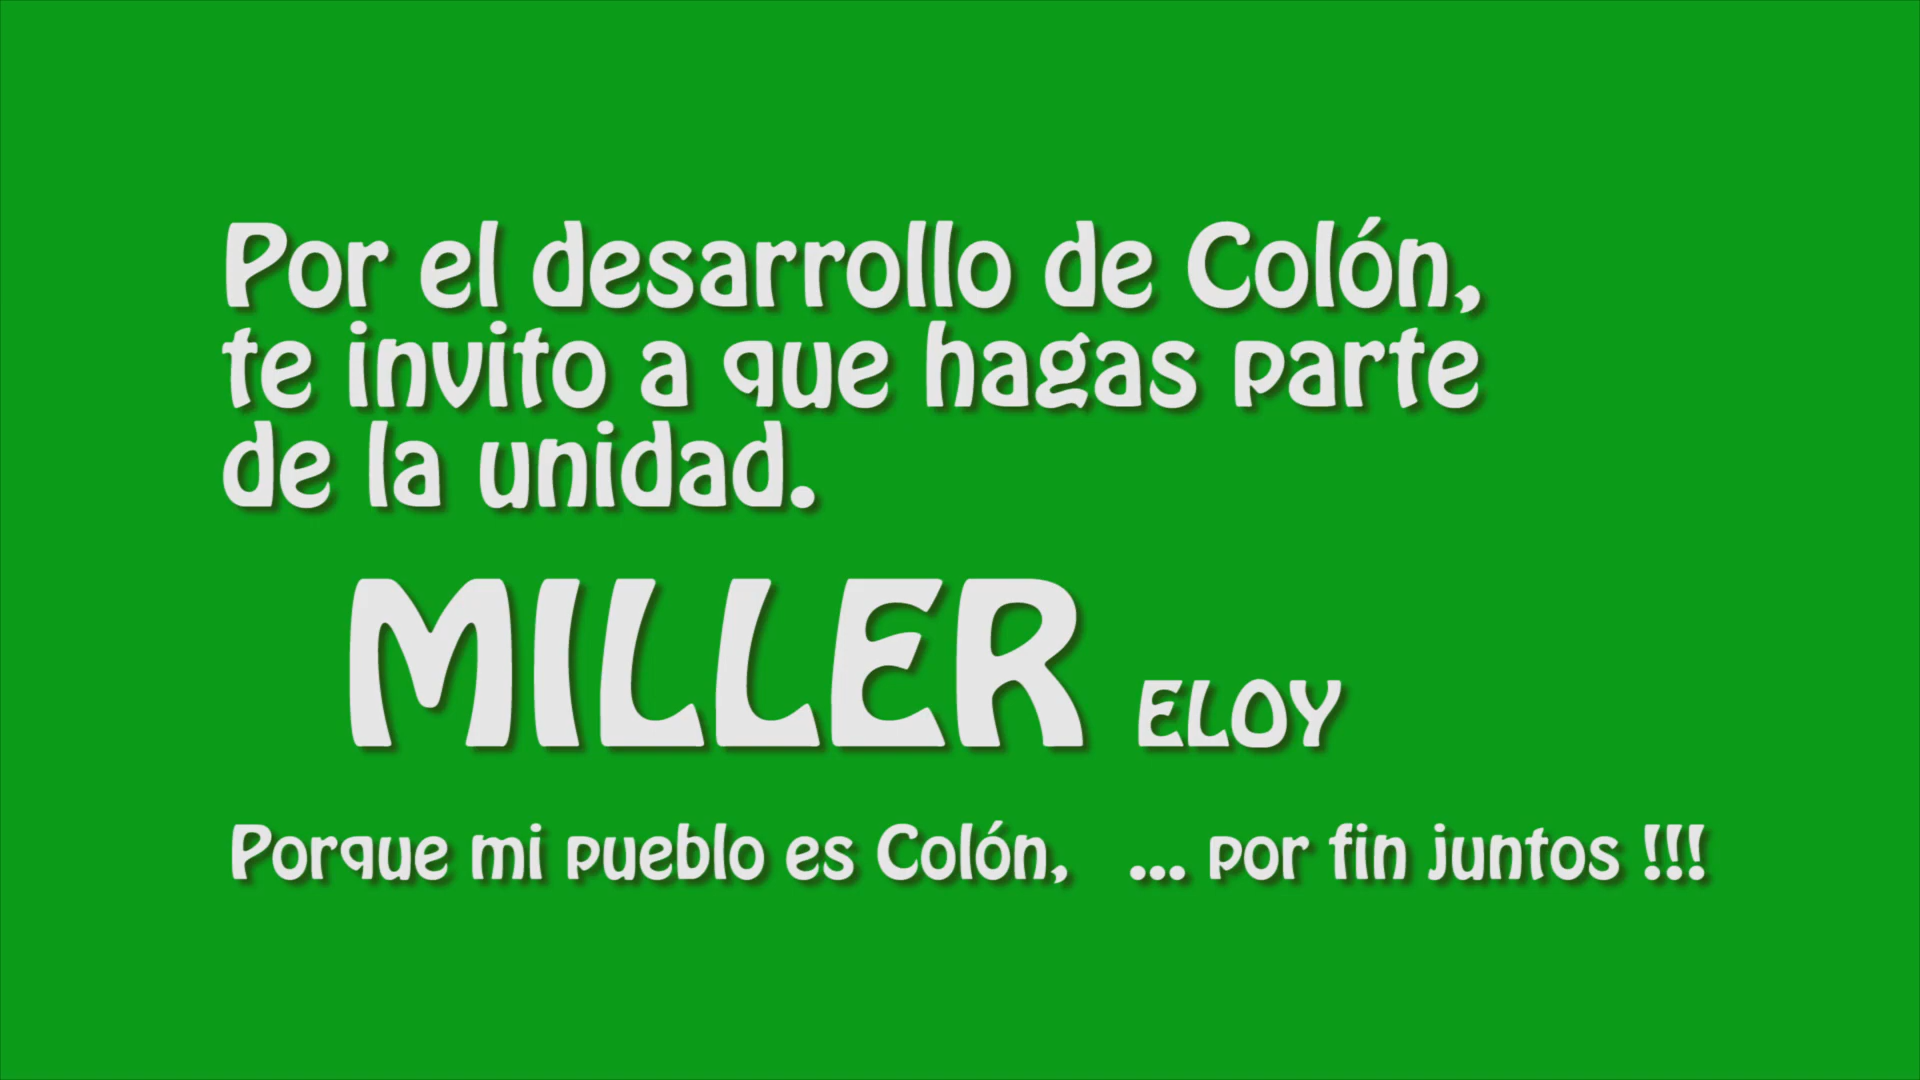 Por el desarrollo de Colón,
te invito a que hagas parte
de la unidad.
MILLER ELOY
Porque mi pueblo es Colón, ... por fin juntos !!!